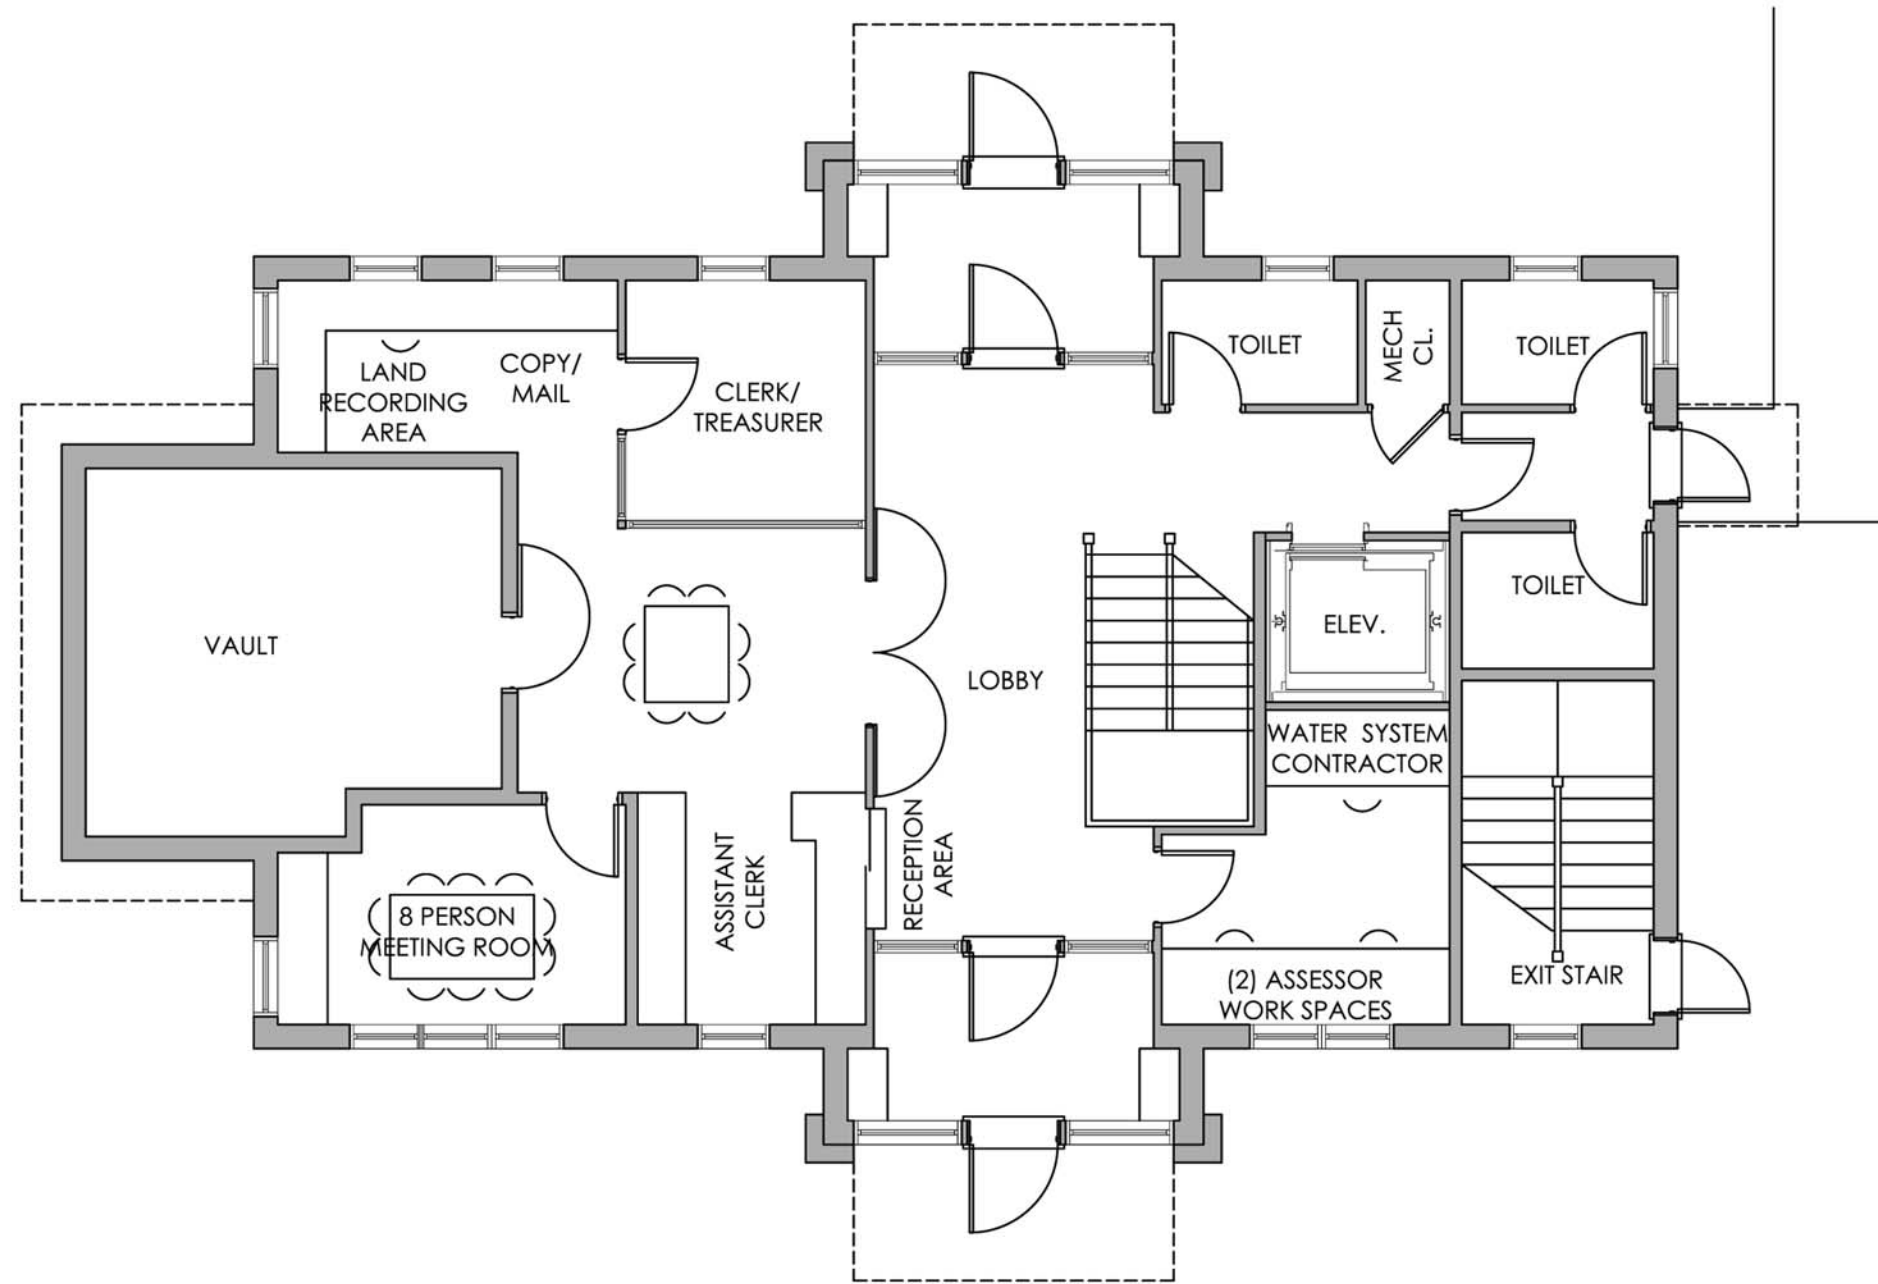 LAND
RECORDING
AREA
COPY/
MAIL
CLERK/
TREASURER
TOILET
MECH
CL.
TOILET
VAULT
LOBBY
ELEV.
TOILET
WATER SYSTEM
CONTRACTOR
8 PERSON
MEETING ROOM
ASSISTANT
CLERK
RECEPTION
AREA
(2) ASSESSOR
WORK SPACES
EXIT STAIR